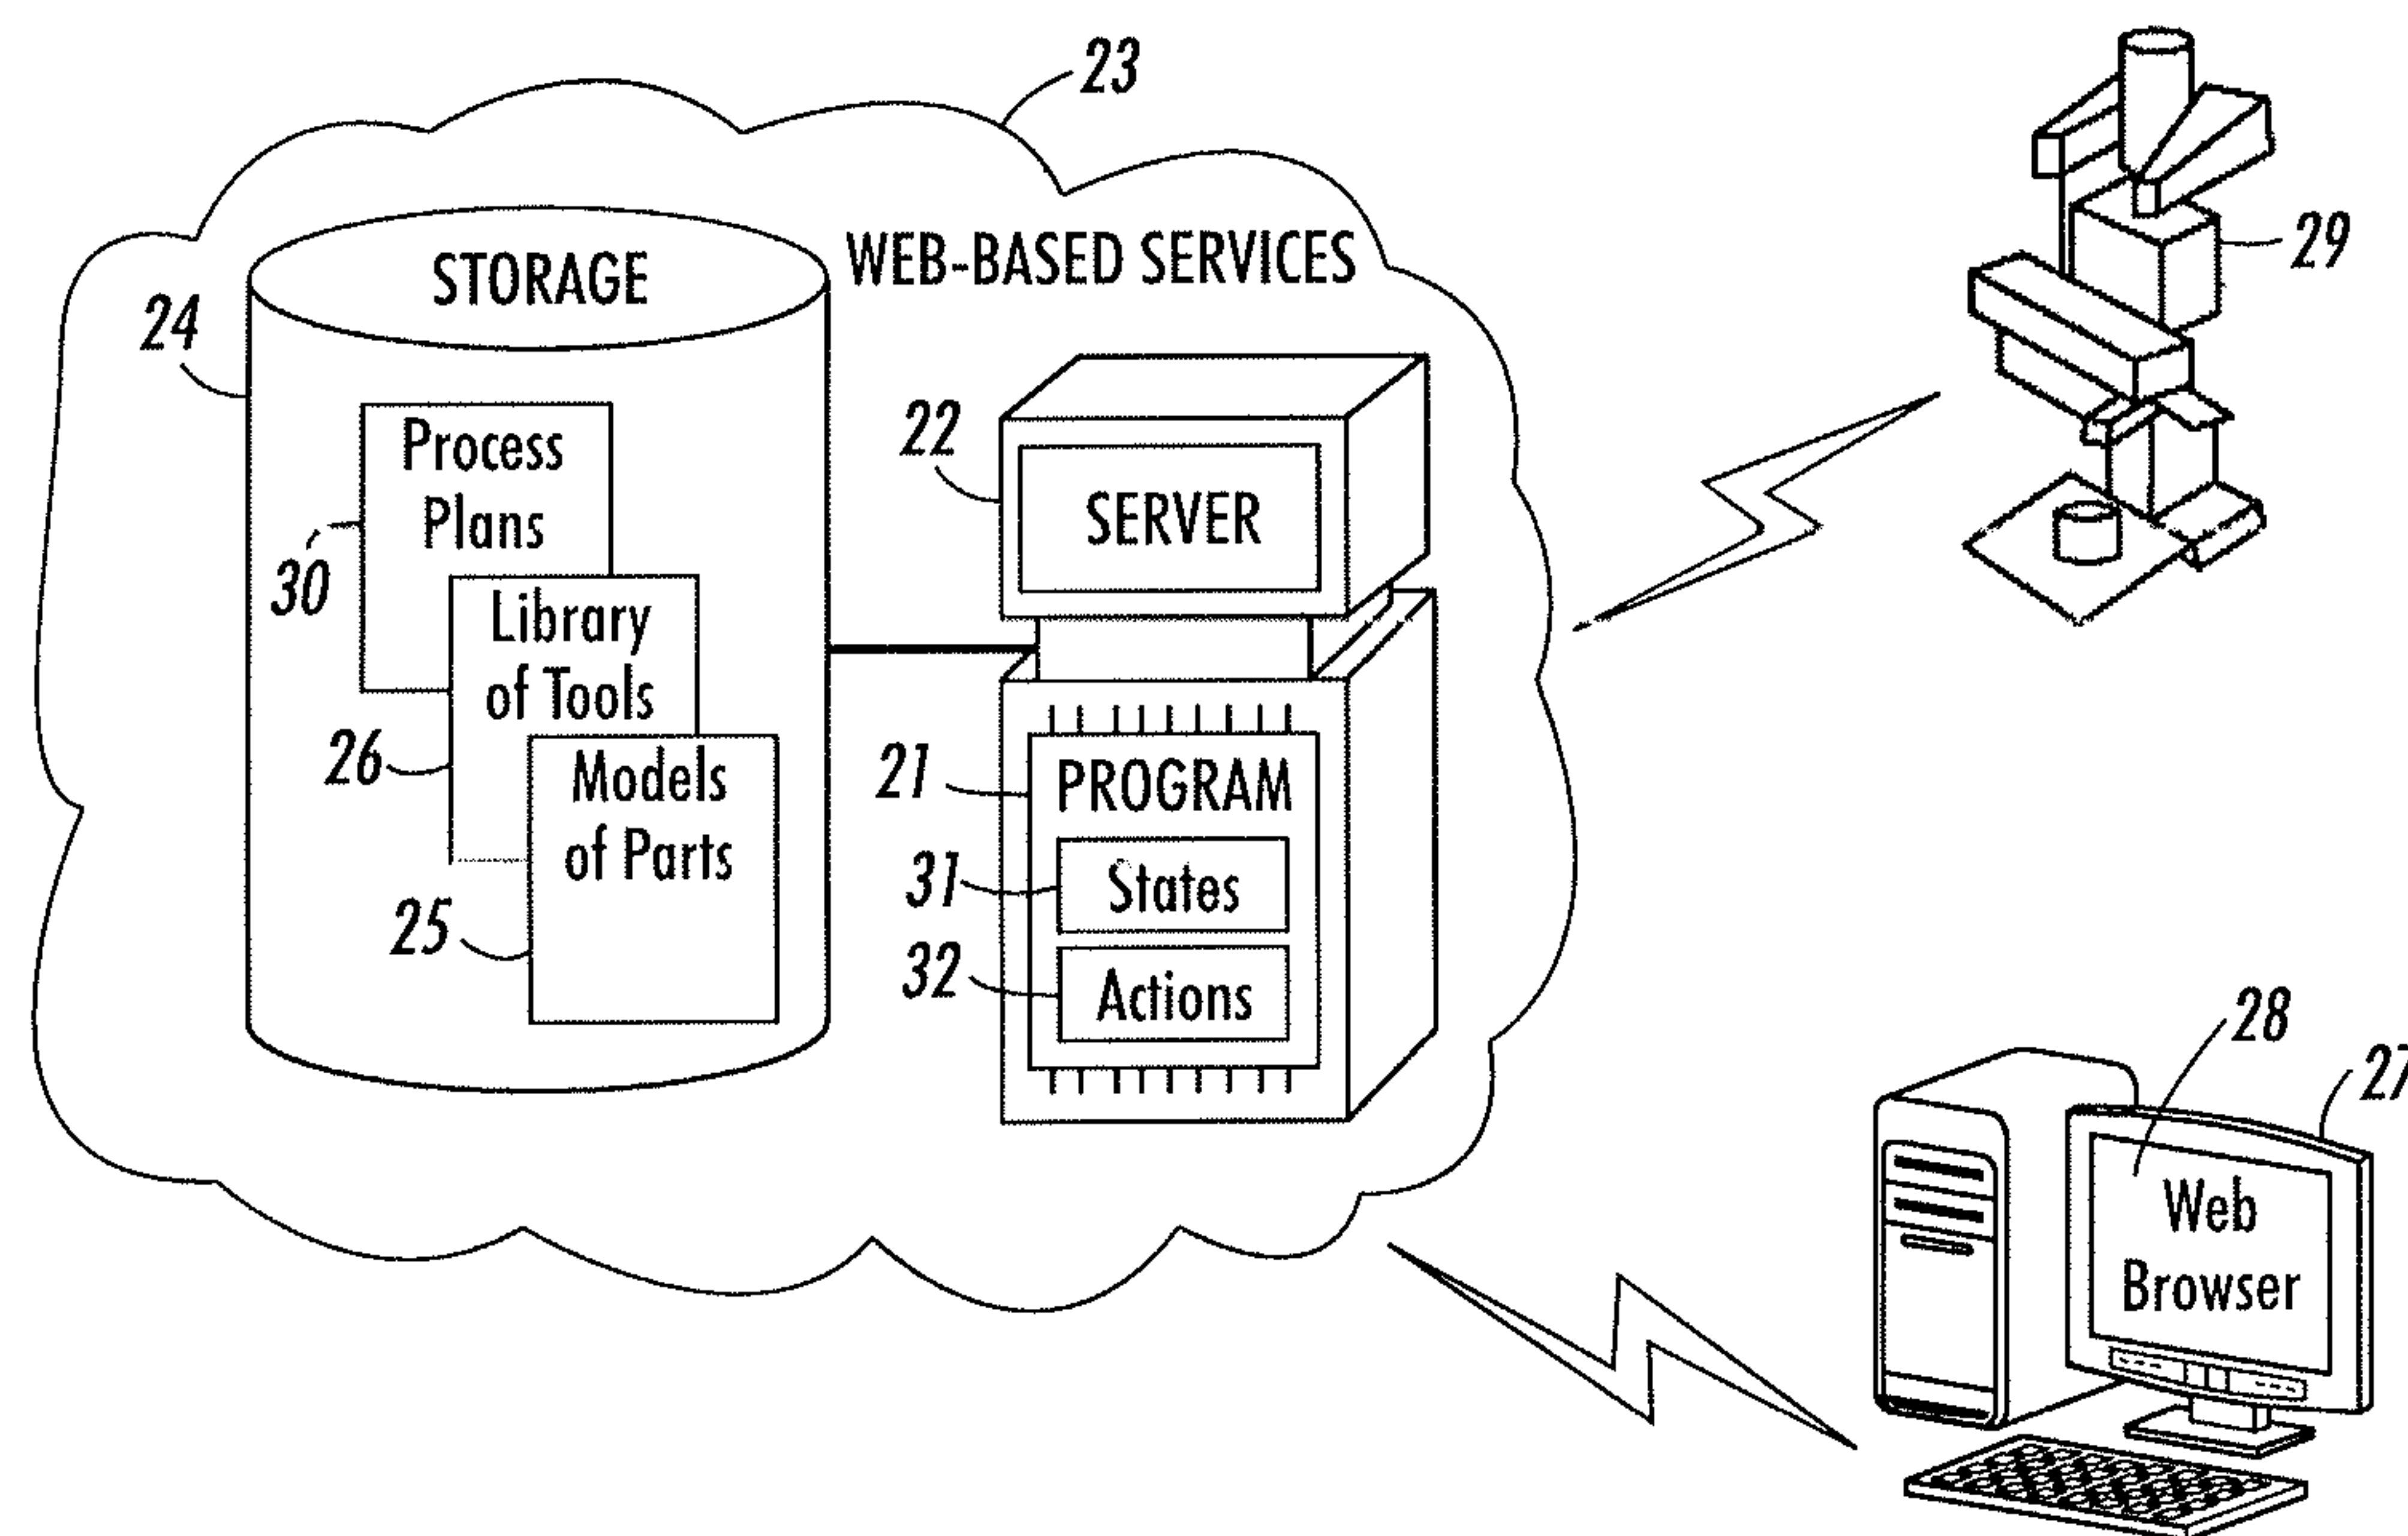 23
STORAGE
WEB-BASED SERVICES
29
24
Process
Plans
30
Library
of Tools
26
Models
of Parts
25
22
SERVER
21
PROGRAM
31
States
32
Actions
28
27
Web
Browser